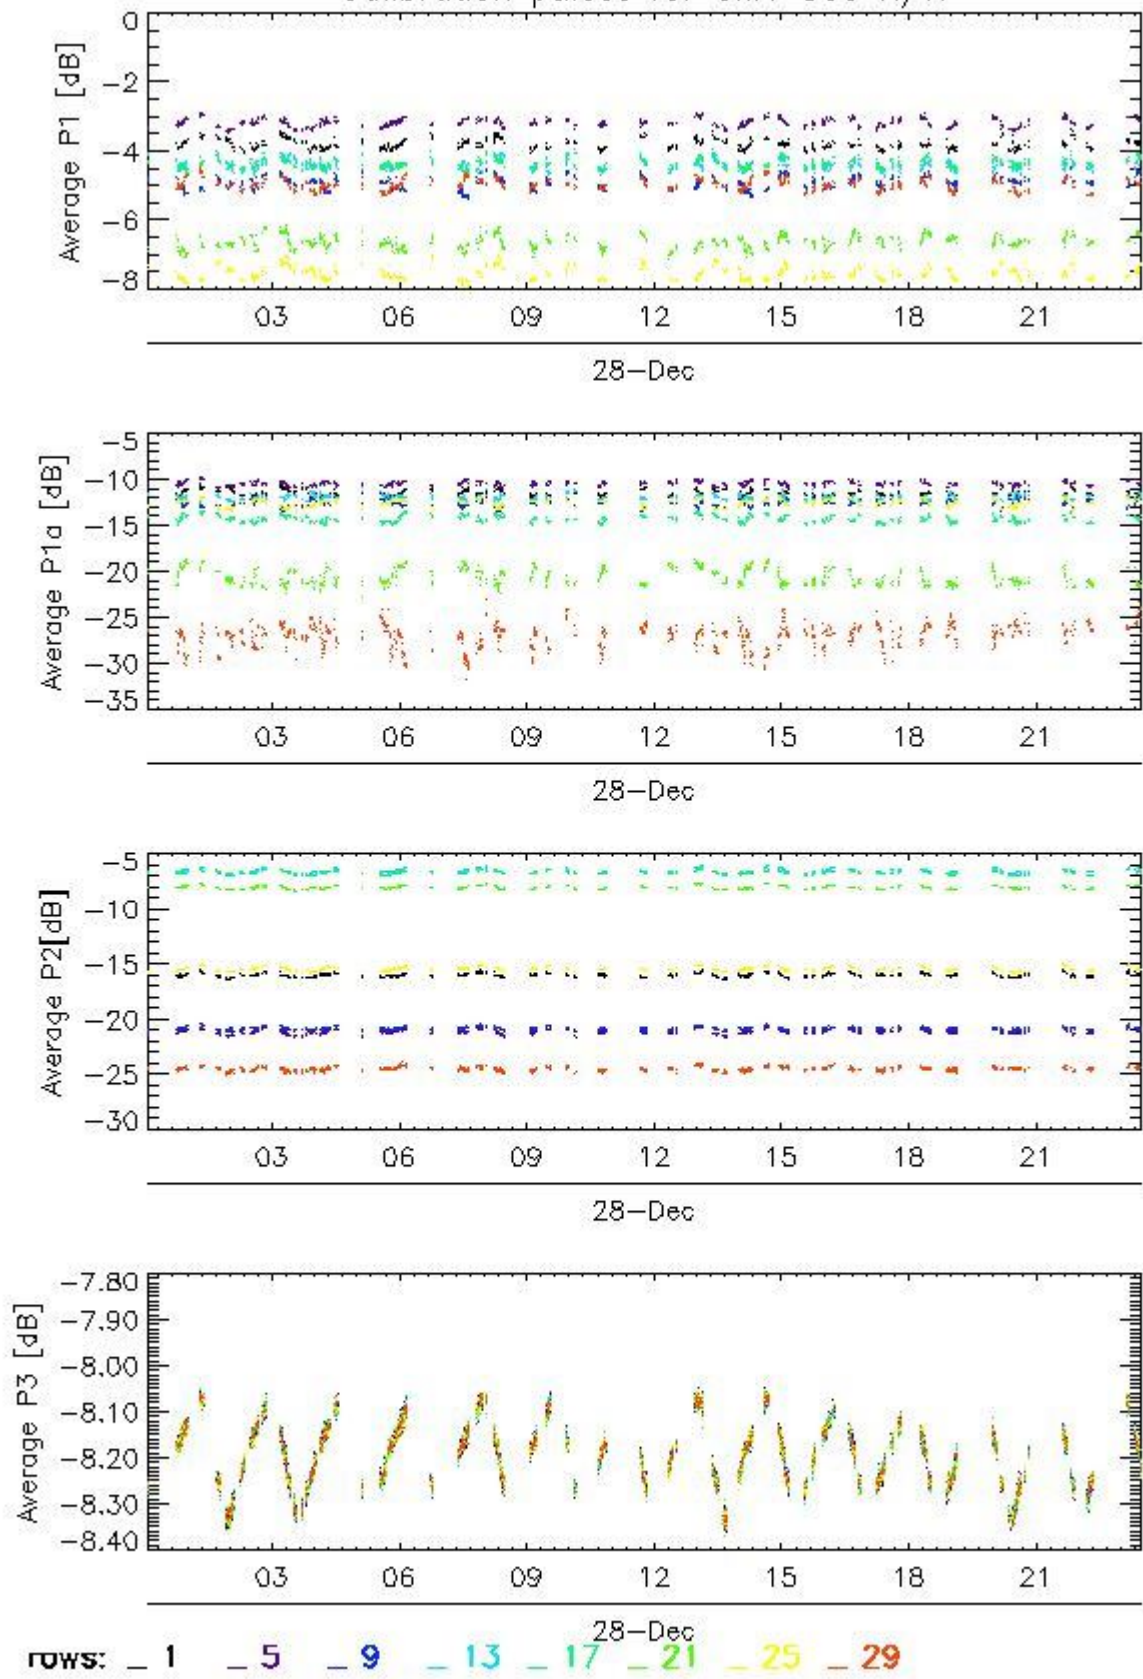 0
-2
-4
-6
-8
Average P1 [dB]
03 06 09 12 15 18 21
28-Dec
-5
-10
-15
-20
-25
-30
-35
Average P1a [dB]
03 06 09 12 15 18 21
28-Dec
-5
-10
-15
-20
-25
-30
Average P2[dB]
03 06 09 12 15 18 21
28-Dec
-7.80
-7.90
-8.00
-8.10
-8.20
-8.30
-8.40
Average P3 [dB]
03 06 09 12 15 18 21
28-Dec
rows: _ 1 _ 5 _ 9 _ 13 _ 17 _ 21 _ 25 _ 29